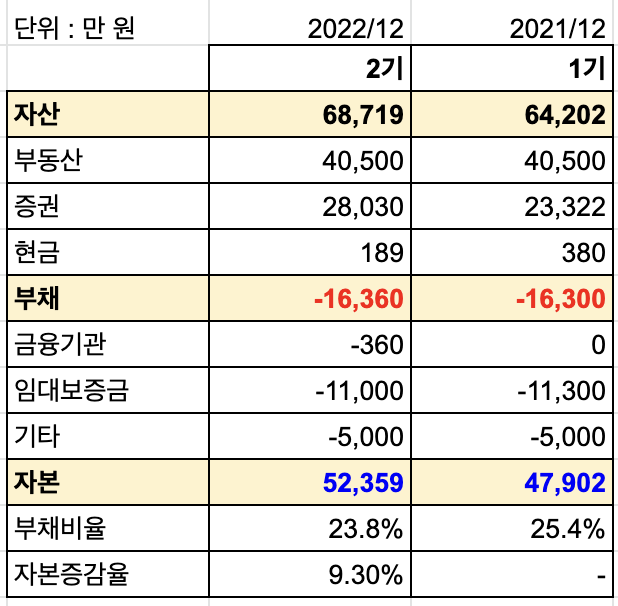 단위 : 만 원 2022/12 2021/12
2기 1기
자산 68,719 64,202
부동산 40,500 40,500
증권 28,030 23,322
현금 189 380
부채 -16,360 -16,300
금융기관 -360 0
임대보증금 -11,000 -11,300
기타 -5,000 -5,000
자본 52,359 47,902
부채비율 23.8% 25.4%
자본증감율 9.30% -